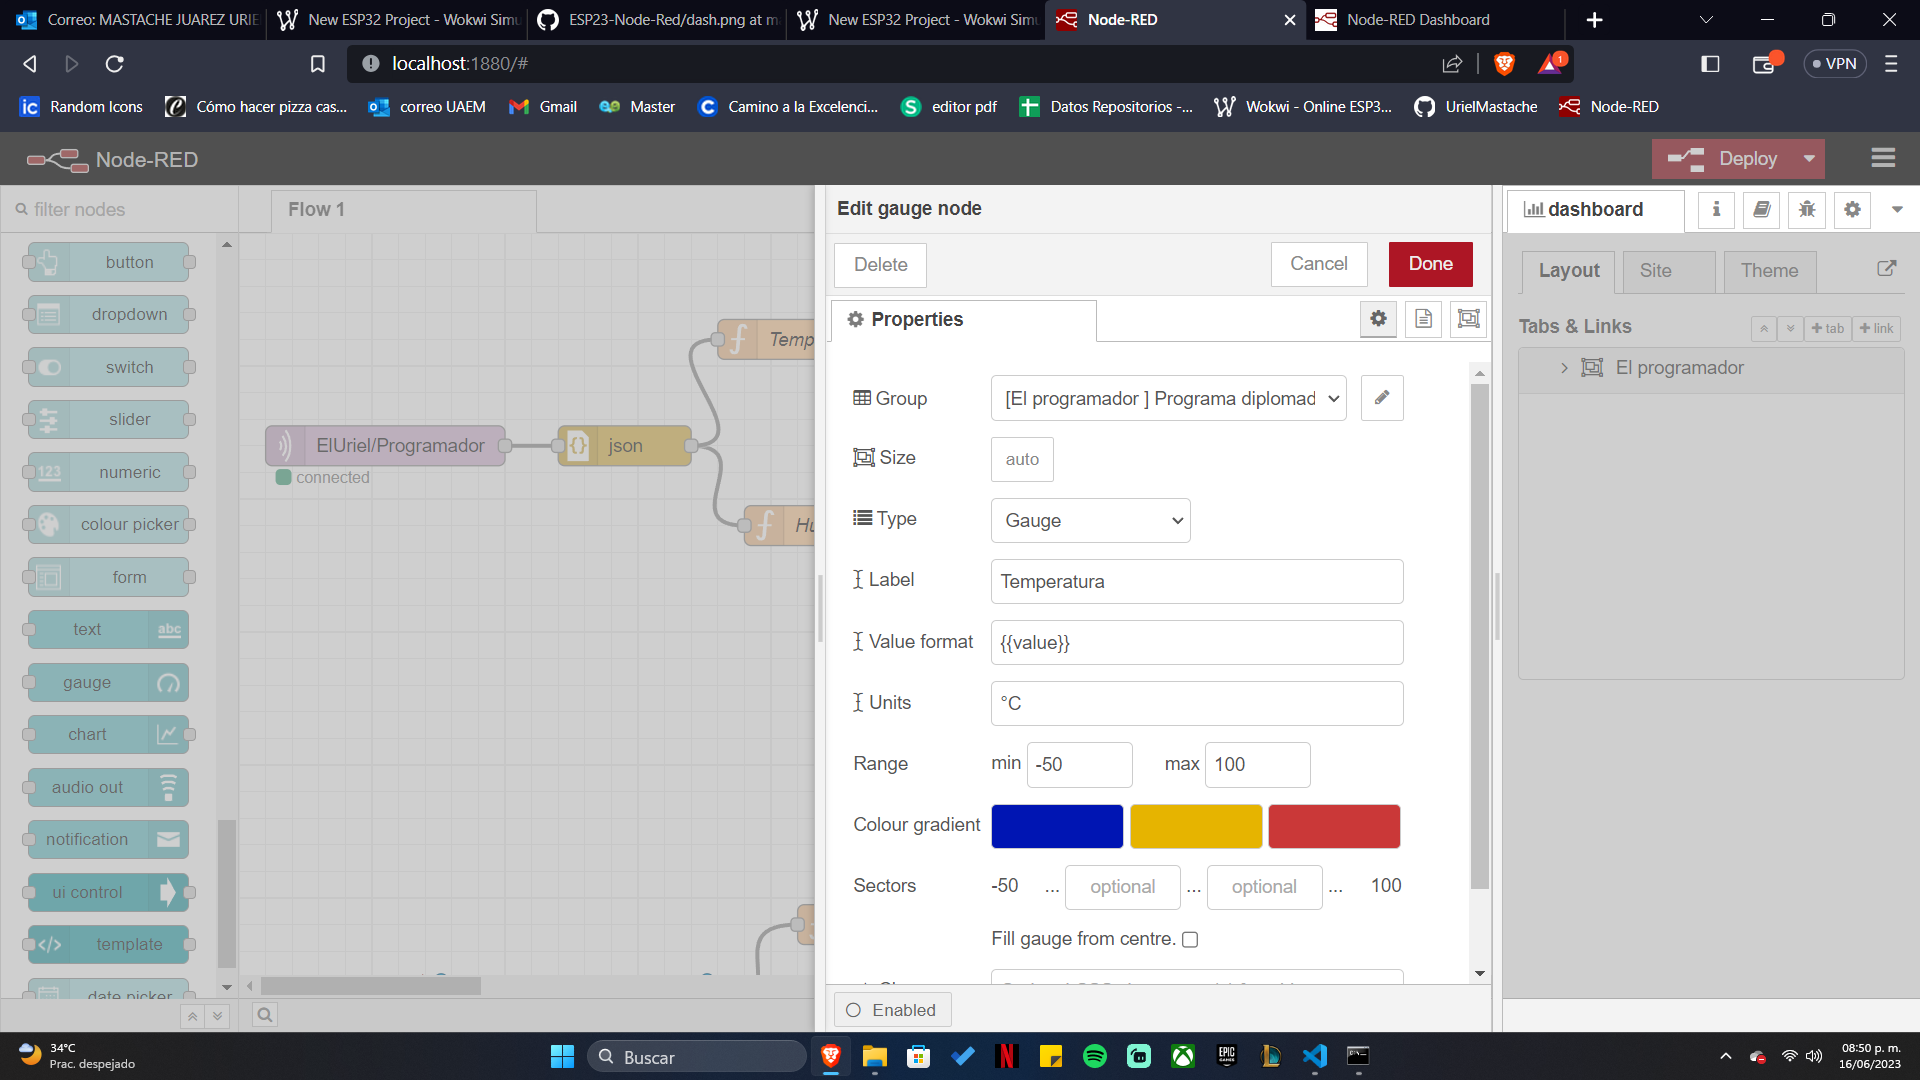 Correo: MASTACHE JUAREZ URIE
New ESP32 Project - Wokwi Simu
ESP23-Node-Red/dash.png at ma
New ESP32 Project - Wokwi Simu
Node-RED
Node-RED Dashboard
localhost:1880/#
1
VPN
ic Random Icons
Cómo hacer pizza cas...
correo UAEM
Gmail
Master
Camino a la Excelenci...
editor pdf
Datos Repositorios -...
Wokwi - Online ESP3...
UrielMastache
Node-RED
Node-RED
Deploy
filter nodes
button
dropdown
switch
slider
123 numeric
colour picker
form
text abc
gauge
chart
audio out
notification
ui control
template
date picker
Flow 1
ElUriel/Programador
connected
json
Temp
Hu
Edit gauge node
Delete
Cancel
Done
Properties
Group
[El programador ] Programa diplomad
Size
auto
Type
Gauge
Label
Temperatura
Value format
{{value}}
Units
°C
Range
min -50
max 100
Colour gradient
Sectors
-50 ... optional ... optional ... 100
Fill gauge from centre.
Enabled
dashboard
Layout
Site
Theme
Tabs & Links
+ tab
+ link
El programador
34°C
Prac. despejado
Buscar
EPIC GAMES
08:50 p. m.
16/06/2023